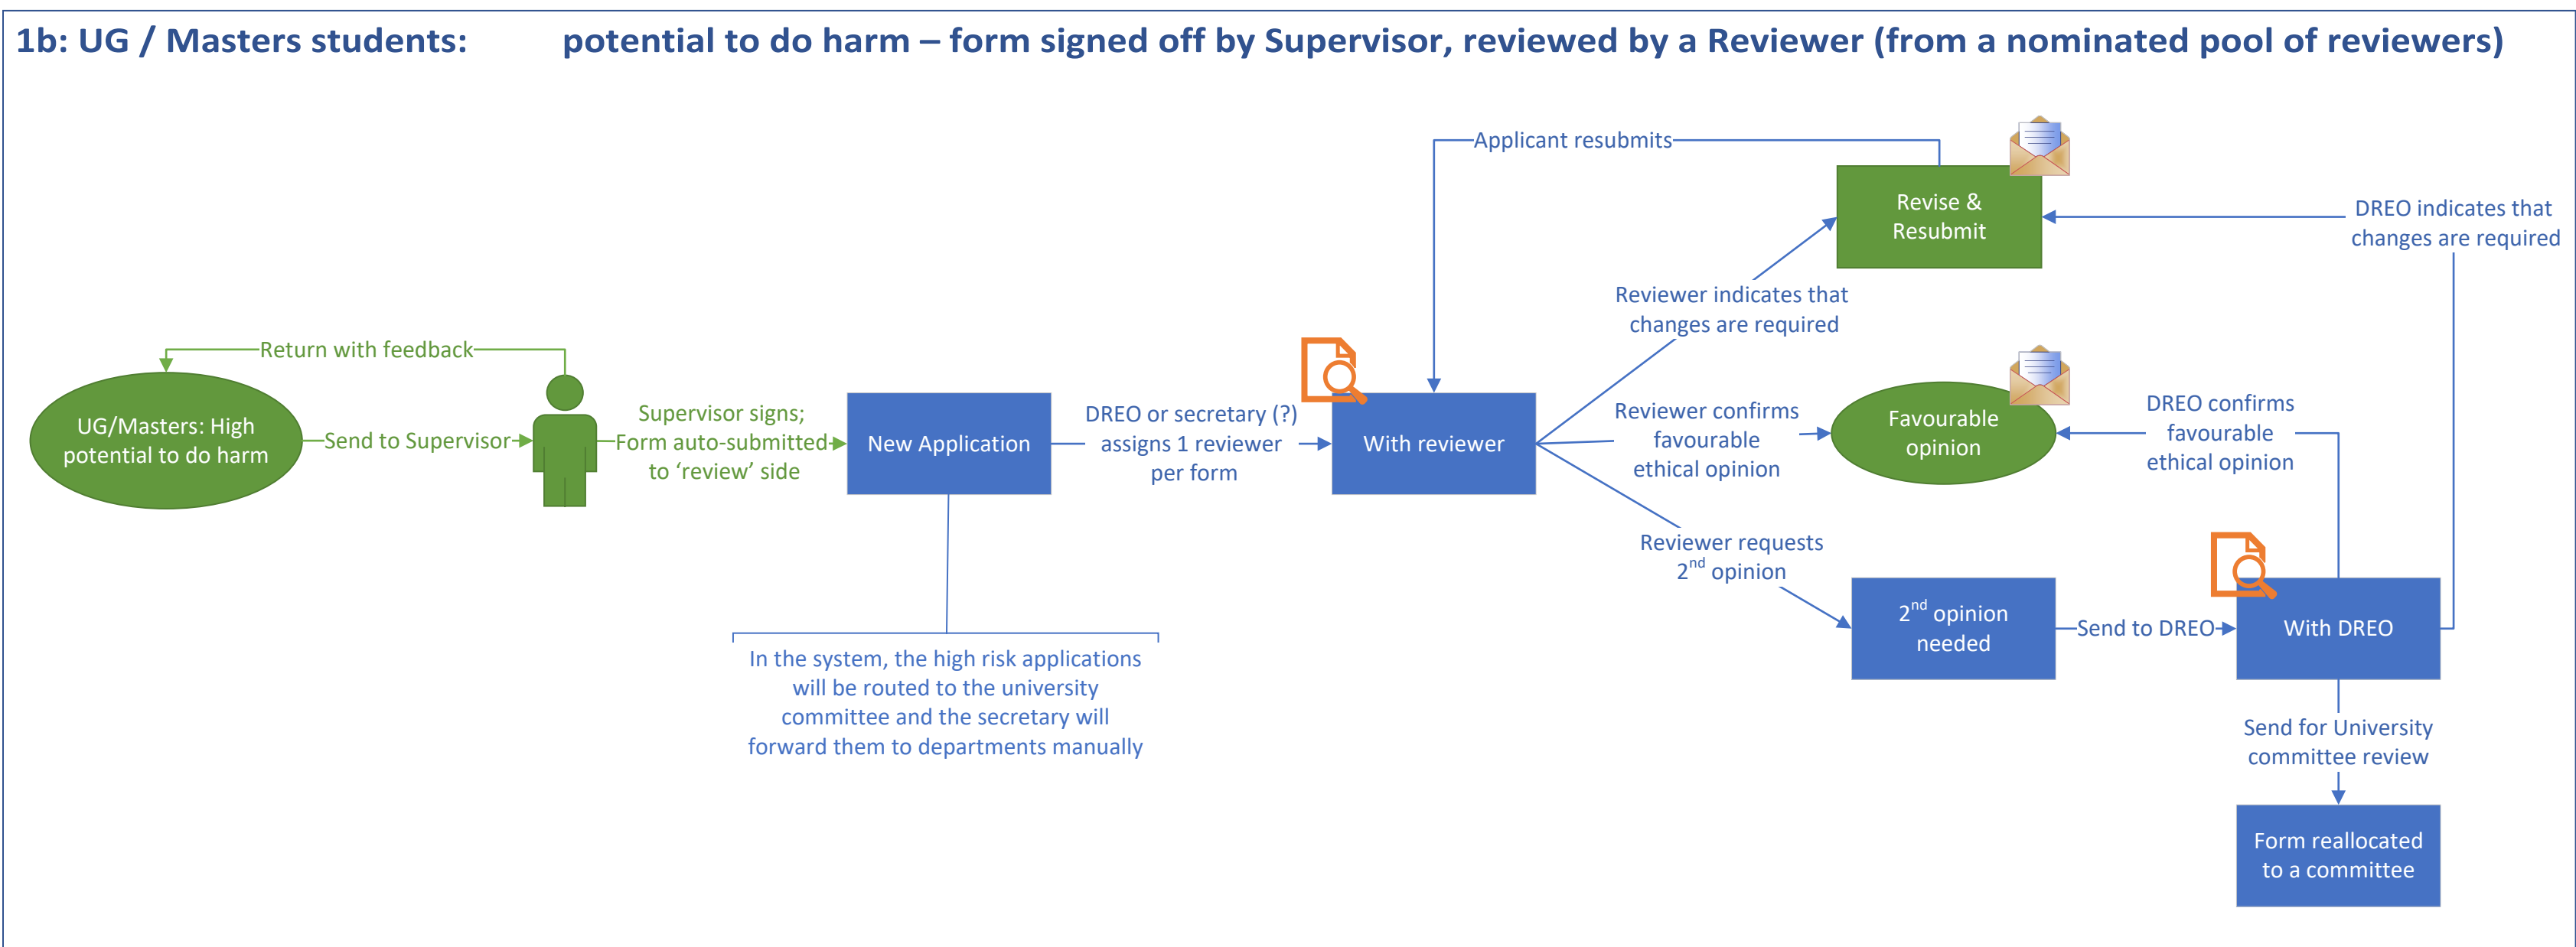 1b: UG / Masters students: potential to do harm – form signed off by Supervisor, reviewed by a Reviewer (from a nominated pool of reviewers)
Applicant resubmits
Revise &
Resubmit
DREO indicates that
changes are required
Reviewer indicates that
changes are required
Return with feedback
UG/Masters: High
potential to do harm
Send to Supervisor
Supervisor signs;
Form auto-submitted
to ‘review’ side
New Application
DREO or secretary (?)
assigns 1 reviewer
per form
With reviewer
Reviewer confirms
favourable
ethical opinion
Favourable
opinion
DREO confirms
favourable
ethical opinion
Reviewer requests
2nd opinion
2nd opinion
needed
Send to DREO
With DREO
In the system, the high risk applications
will be routed to the university
committee and the secretary will
forward them to departments manually
Send for University
committee review
Form reallocated
to a committee